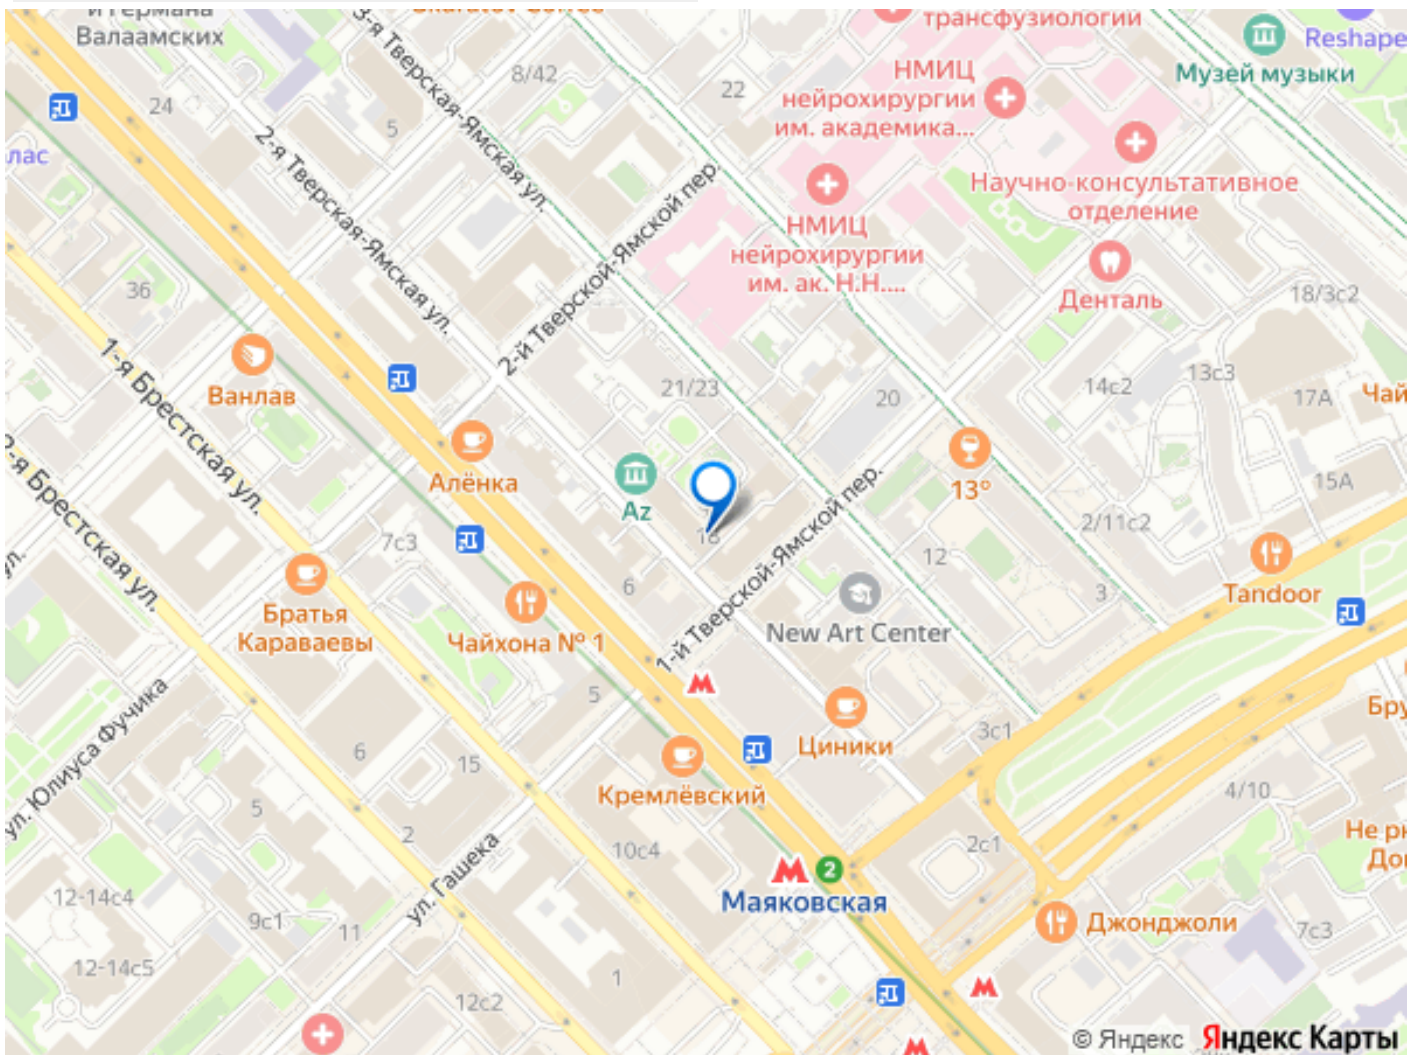 Валаамских
трансфузиологии
Reshape
Музей музыки
3-я Тверская-Ямская ул.
8/42
22
НМИЦ
нейрохирургии
им. академика...
24
5
2-я Тверская-Ямская ул.
лас
НМИЦ
нейрохирургии
им. ак. Н.Н....
Научно-консультативное
отделение
2-й Тверской-Ямской пер.
Денталь
36
18/3с2
1-я Брестская ул.
Ванлав
21/23
20
14с2
13с3
17А
Чай
2-я Брестская ул.
Алёнка
Az
13°
15А
7с3
18
2/11с2
1-й Тверской-Ямской пер.
12
6
3
Tandoor
Братья
Караваевы
Чайхона № 1
New Art Center
ул.
5
ул. Юлиуса Фучика
Бру
6
15
Циники
3с1
Кремлёвский
4/10
5
2
10с4
2с1
Не ры
До
ул. Гашека
2
Маяковская
12-14с4
9с1
11
Джонджоли
7с3
12-14с5
1
12с2
© Яндекс Яндекс Карты